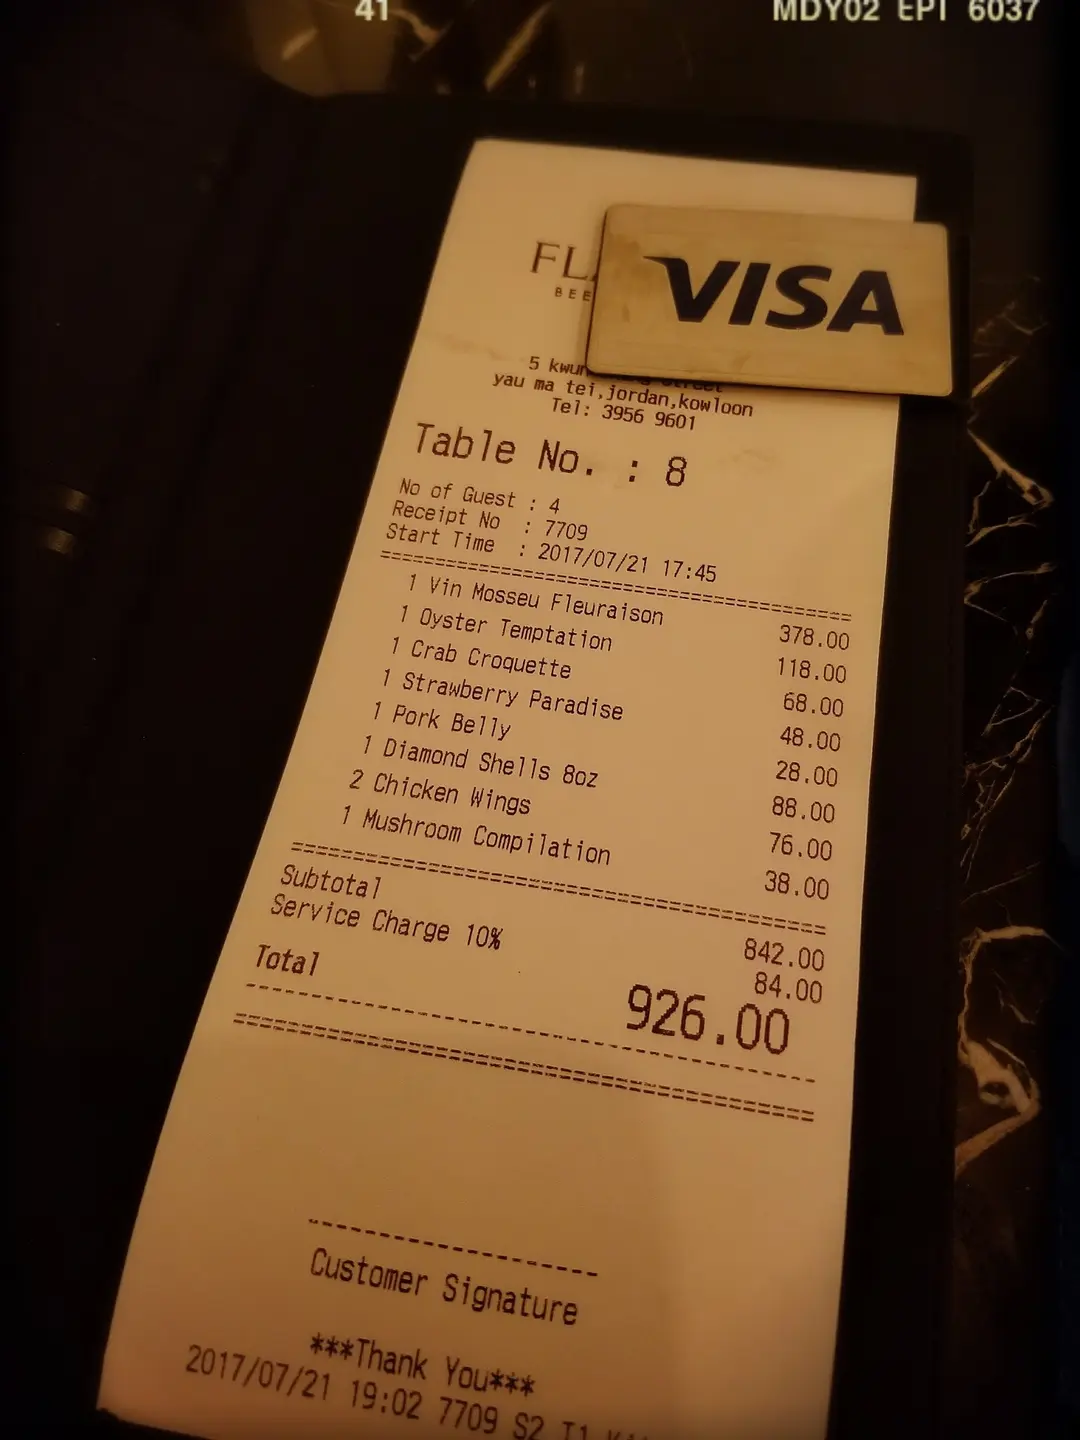 41 MDY02 EPI 6037
VISA
5
yau ma tei,jordan,kowloon
Tel: 3956 9601
Table No. : 8
No of Guest : 4
Receipt No : 7709
Start Time : 2017/07/21 17:45
1 Vin Mosseu Fleuraison 378.00
1 Oyster Temptation 118.00
1 Crab Croquette 68.00
1 Strawberry Paradise 48.00
1 Pork Belly 28.00
1 Diamond Shells 8oz 88.00
2 Chicken Wings 76.00
1 Mushroom Compilation 38.00
Subtotal 842.00
Service Charge 10% 84.00
Total 926.00
Customer Signature
***Thank You***
2017/07/21 19:02 7709 S2